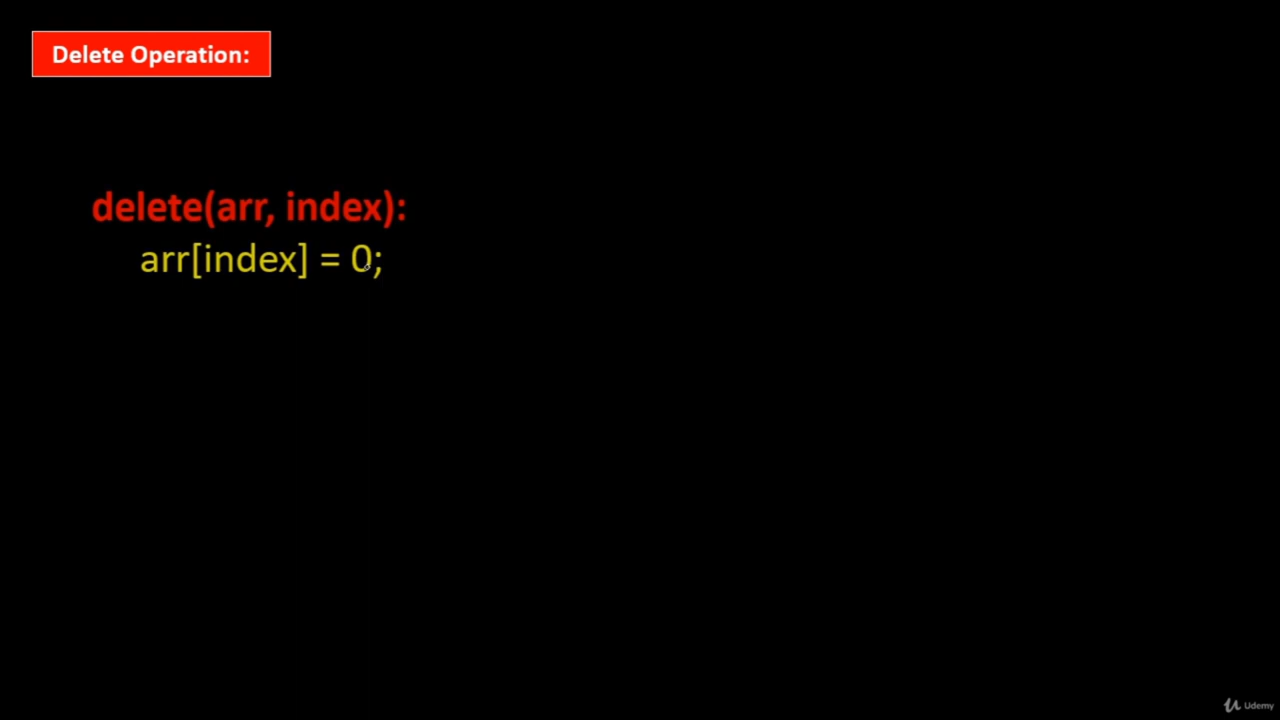 Delete Operation:
delete(arr, index):
arr[index] = 0;
Udemy